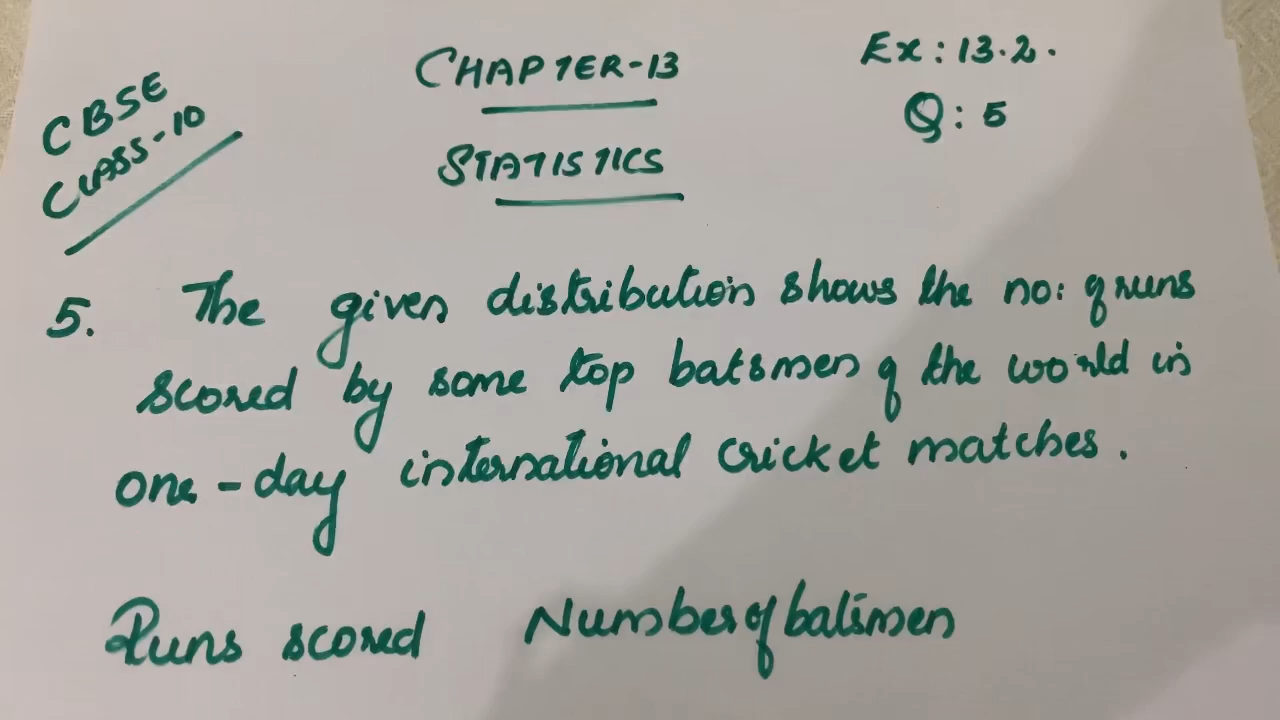 CBSE
CLASS-10
CHAPTER-13
STATISTICS
Ex: 13.2.
Q: 5
5. The given distribution shows the no: of runs
scored by some top batsmen of the world in
one-day international cricket matches.
Runs scored Number of batsmen